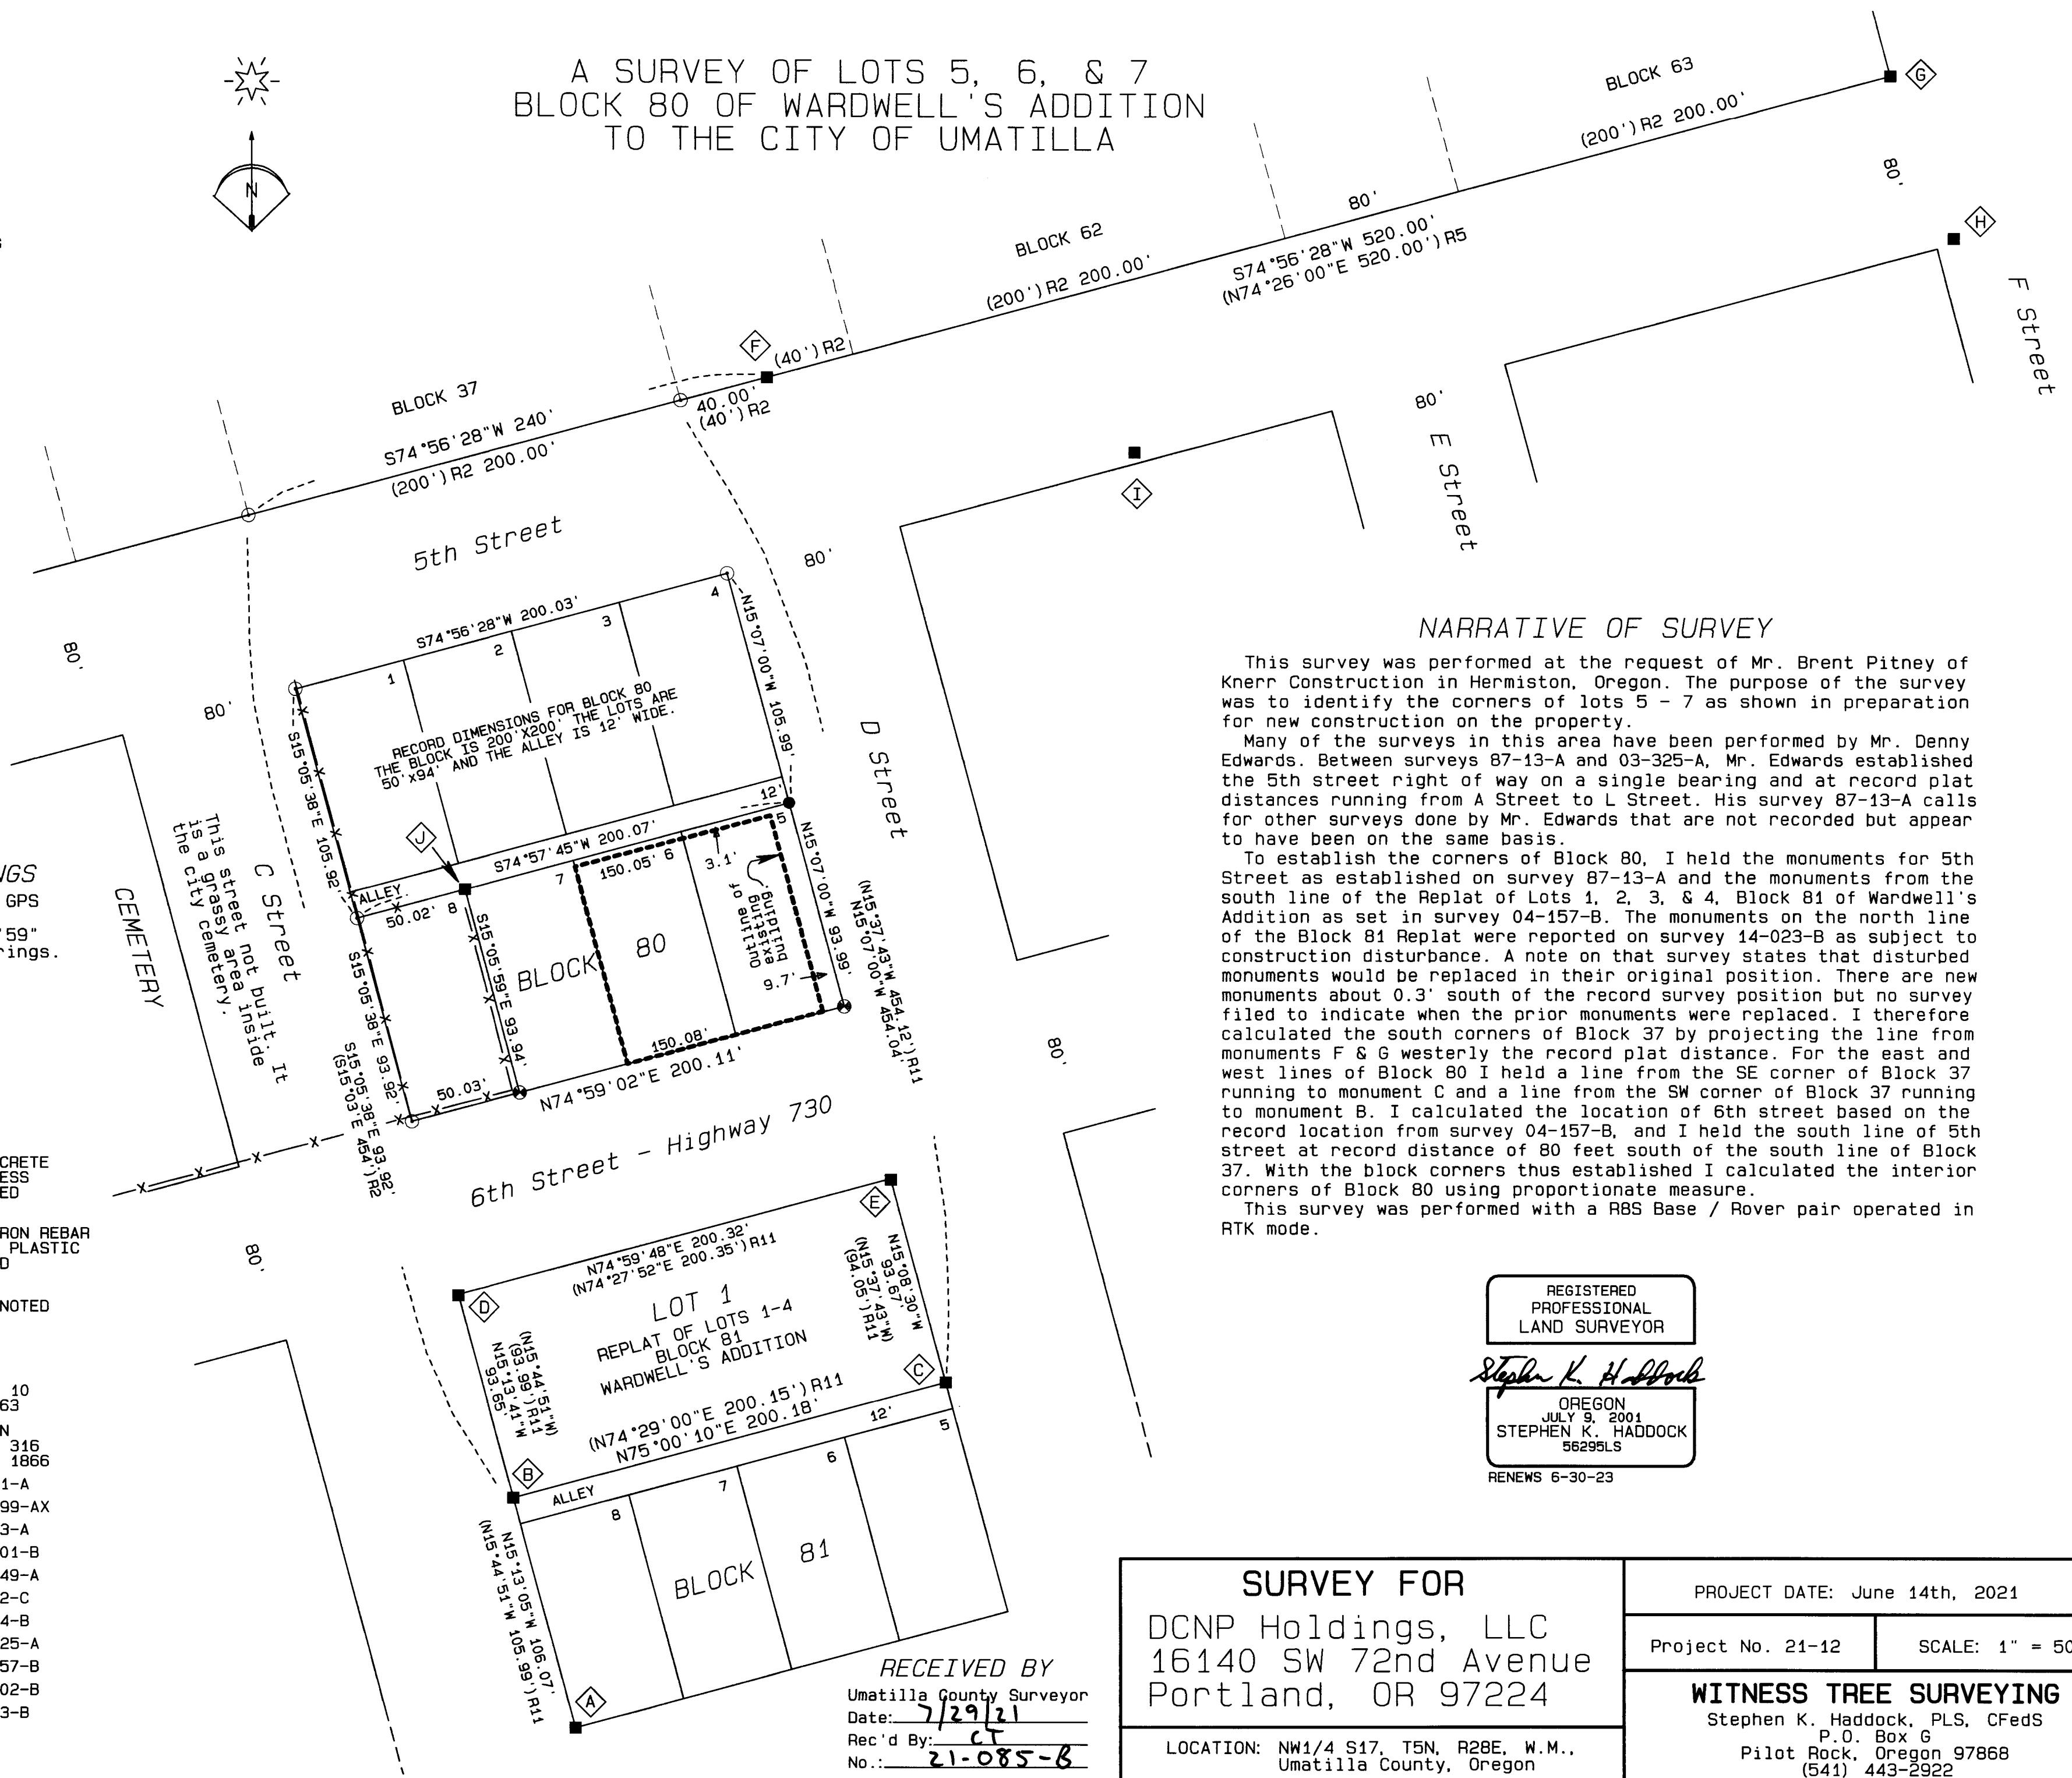 A SURVEY OF LOTS 5, 6, & 7
BLOCK 80 OF WARDWELL'S ADDITION
TO THE CITY OF UMATILLA
N
BLOCK 63
(200')R2 200.00'
G
80'
H
F Street
BLOCK 62
(200')R2 200.00'
80'
S74°56'28"W 520.00'
(N74°26'00"E 520.00')R5
F
(40')R2
40.00'
(40')R2
BLOCK 37
S74°56'28"W 240'
(200')R2 200.00'
80'
E Street
I
5th Street
80'
80'
80'
S74°56'28"W 200.03'
1
2
3
4
N15°07'00"W 105.99'
RECORD DIMENSIONS FOR BLOCK 80
THE BLOCK IS 200'X200' THE LOTS ARE
50'x94' AND THE ALLEY IS 12' WIDE.
S15°05'38"E 105.92'
D Street
12'
J
S74°57'45"W 200.07'
ALLEY
50.02'
8
7
150.05'
6
5
3.1'
Outline of
existing
building.
9.7'
N15°07'00"W 93.99'
(N15°37'43"W 454.12')R11
N15°07'00"W 454.04'
S15°05'59"E 93.94'
BLOCK 80
S15°05'38"E 93.92'
S15°05'38"E 93.92'
(S15°03'E 454')R2
50.03'
150.08'
N74°59'02"E 200.11'
C Street
This street not built. It
is a grassy area inside
the city cemetery.
CEMETERY
80'
80'
6th Street - Highway 730
NGS
GPS
'59"
rings.
CRETE
ESS
ED
RON REBAR
PLASTIC
D
NOTED
10
63
N
316
1866
1-A
99-AX
3-A
01-B
49-A
2-C
4-B
25-A
57-B
02-B
3-B
E
N74°59'48"E 200.32'
(N74°27'52"E 200.35')R11
D
LOT 1
REPLAT OF LOTS 1-4
BLOCK 81
WARDWELL'S ADDITION
N15°08'30"W
93.67'
(N15°37'43"W)
(94.05')R11
(N15°44'51"W)
(93.99')R11
N15°13'41"W
93.65'
C
(N74°29'00"E 200.15')R11
N75°00'10"E 200.18'
12'
B
ALLEY
8
7
6
5
BLOCK 81
N15°13'05"W 106.07'
(N15°44'51"W 105.99')R11
A
NARRATIVE OF SURVEY
This survey was performed at the request of Mr. Brent Pitney of
Knerr Construction in Hermiston, Oregon. The purpose of the survey
was to identify the corners of lots 5 - 7 as shown in preparation
for new construction on the property.
Many of the surveys in this area have been performed by Mr. Denny
Edwards. Between surveys 87-13-A and 03-325-A, Mr. Edwards established
the 5th street right of way on a single bearing and at record plat
distances running from A Street to L Street. His survey 87-13-A calls
for other surveys done by Mr. Edwards that are not recorded but appear
to have been on the same basis.
To establish the corners of Block 80, I held the monuments for 5th
Street as established on survey 87-13-A and the monuments from the
south line of the Replat of Lots 1, 2, 3, & 4, Block 81 of Wardwell's
Addition as set in survey 04-157-B. The monuments on the north line
of the Block 81 Replat were reported on survey 14-023-B as subject to
construction disturbance. A note on that survey states that disturbed
monuments would be replaced in their original position. There are new
monuments about 0.3' south of the record survey position but no survey
filed to indicate when the prior monuments were replaced. I therefore
calculated the south corners of Block 37 by projecting the line from
monuments F & G westerly the record plat distance. For the east and
west lines of Block 80 I held a line from the SE corner of Block 37
running to monument C and a line from the SW corner of Block 37 running
to monument B. I calculated the location of 6th street based on the
record location from survey 04-157-B, and I held the south line of 5th
street at record distance of 80 feet south of the south line of Block
37. With the block corners thus established I calculated the interior
corners of Block 80 using proportionate measure.
This survey was performed with a R8S Base / Rover pair operated in
RTK mode.
REGISTERED
PROFESSIONAL
LAND SURVEYOR
Stephen K. Haddock
OREGON
JULY 9, 2001
STEPHEN K. HADDOCK
56295LS
RENEWS 6-30-23
RECEIVED BY
Umatilla County Surveyor
Date: 7/29/21
Rec'd By: CT
No.: 21-085-B
SURVEY FOR
DCNP Holdings, LLC
16140 SW 72nd Avenue
Portland, OR 97224
LOCATION: NW1/4 S17, T5N, R28E, W.M.,
Umatilla County, Oregon
PROJECT DATE: June 14th, 2021
Project No. 21-12
SCALE: 1" = 50
WITNESS TREE SURVEYING
Stephen K. Haddock, PLS, CFedS
P.O. Box G
Pilot Rock, Oregon 97868
(541) 443-2922